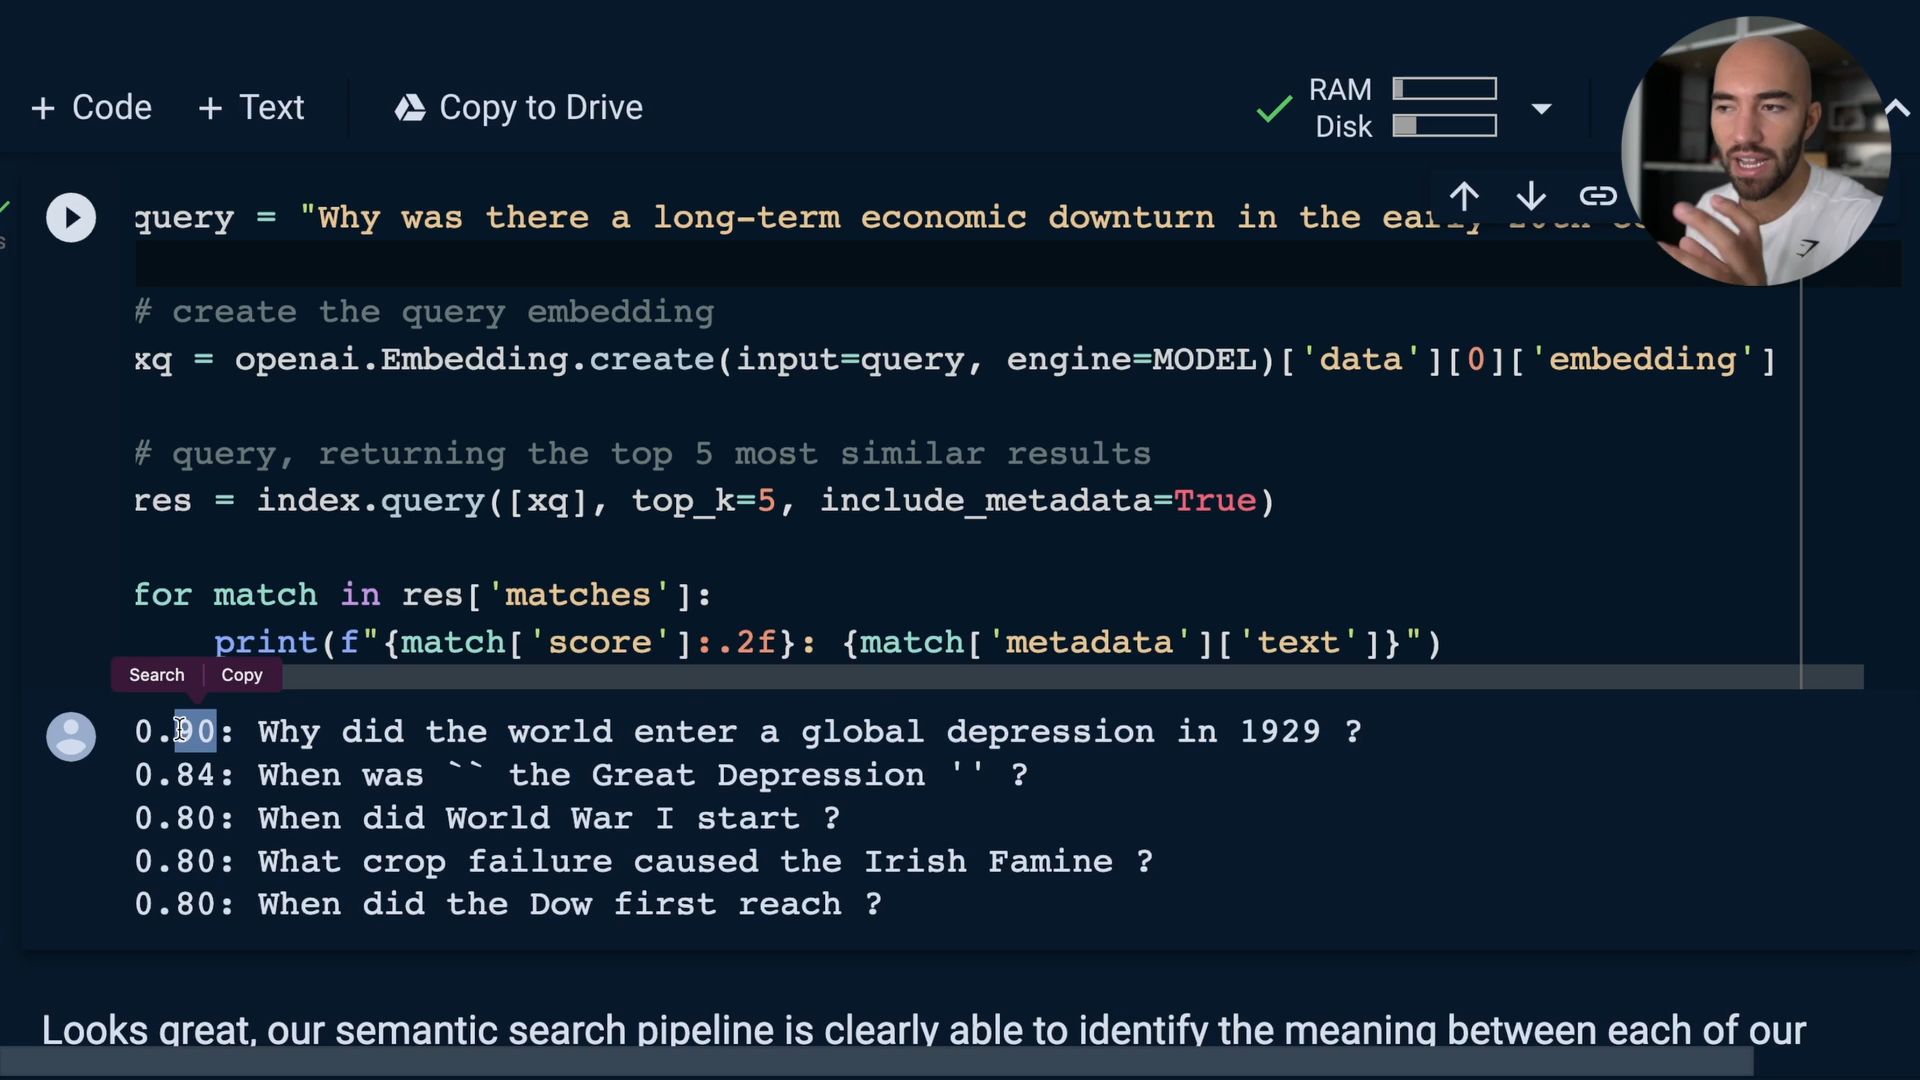 + Code + Text Copy to Drive
RAM
Disk
query = "Why was there a long-term economic downturn in the early
# create the query embedding
xq = openai.Embedding.create(input=query, engine=MODEL)['data'][0]['embedding']
# query, returning the top 5 most similar results
res = index.query([xq], top_k=5, include_metadata=True)
for match in res['matches']:
print(f"{match['score']:.2f}: {match['metadata']['text']}")
Search Copy
0.90: Why did the world enter a global depression in 1929 ?
0.84: When was `` the Great Depression '' ?
0.80: When did World War I start ?
0.80: What crop failure caused the Irish Famine ?
0.80: When did the Dow first reach ?
Looks great, our semantic search pipeline is clearly able to identify the meaning between each of our